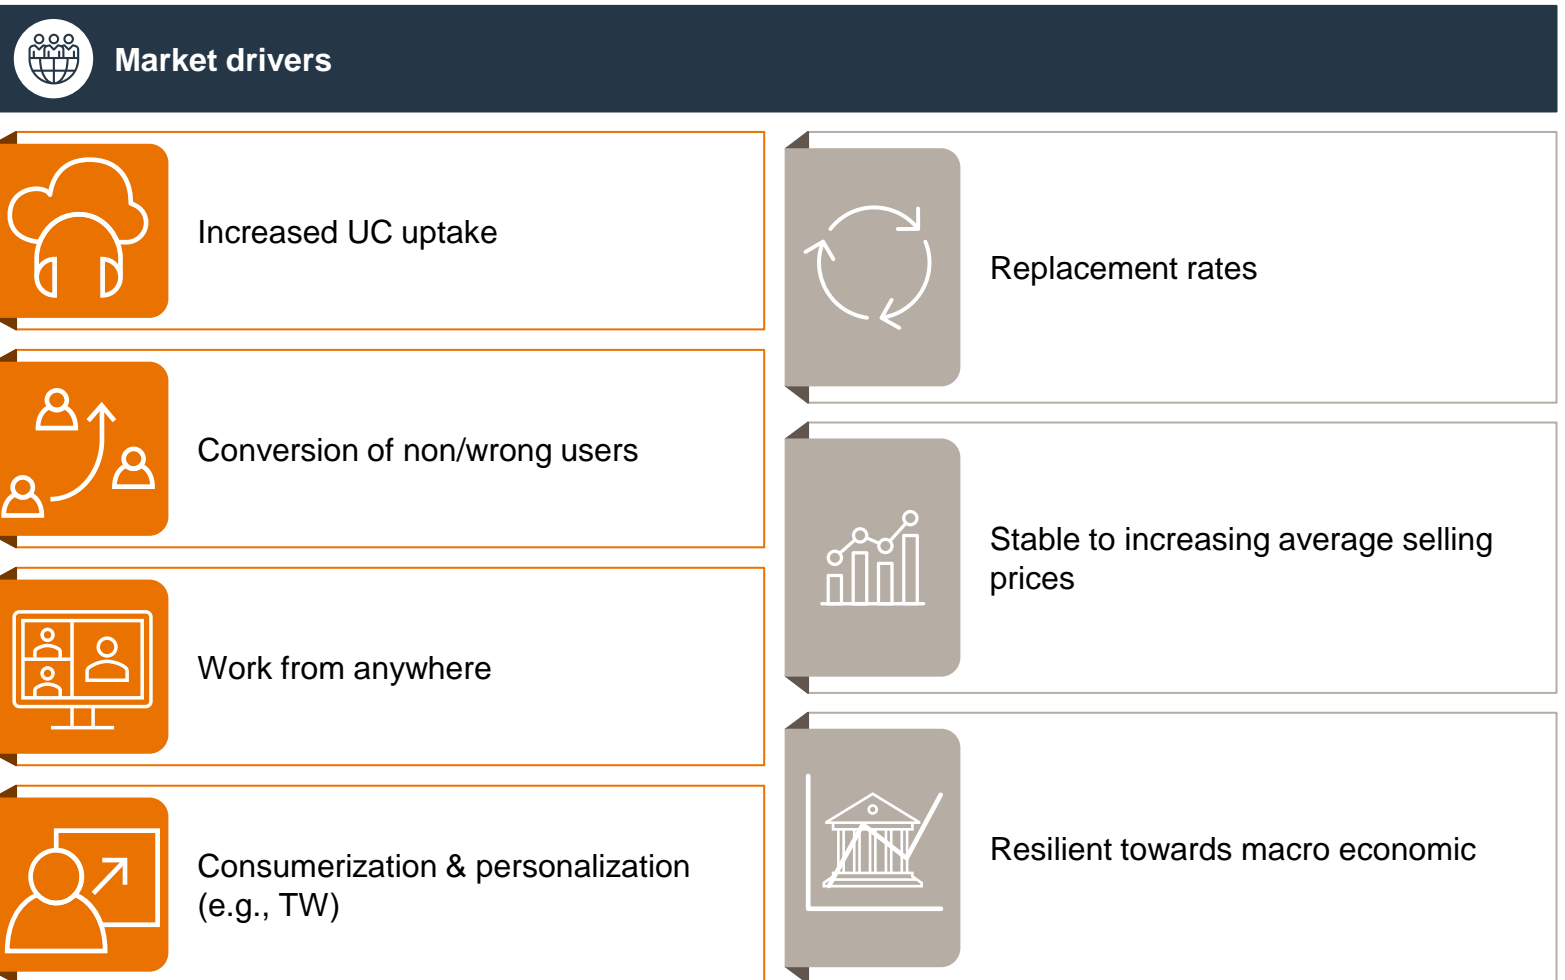 Market drivers
Increased UC uptake
Conversion of non/wrong users
Work from anywhere
Consumerization & personalization
(e.g., TW)
Replacement rates
Stable to increasing average selling
prices
Resilient towards macro economic